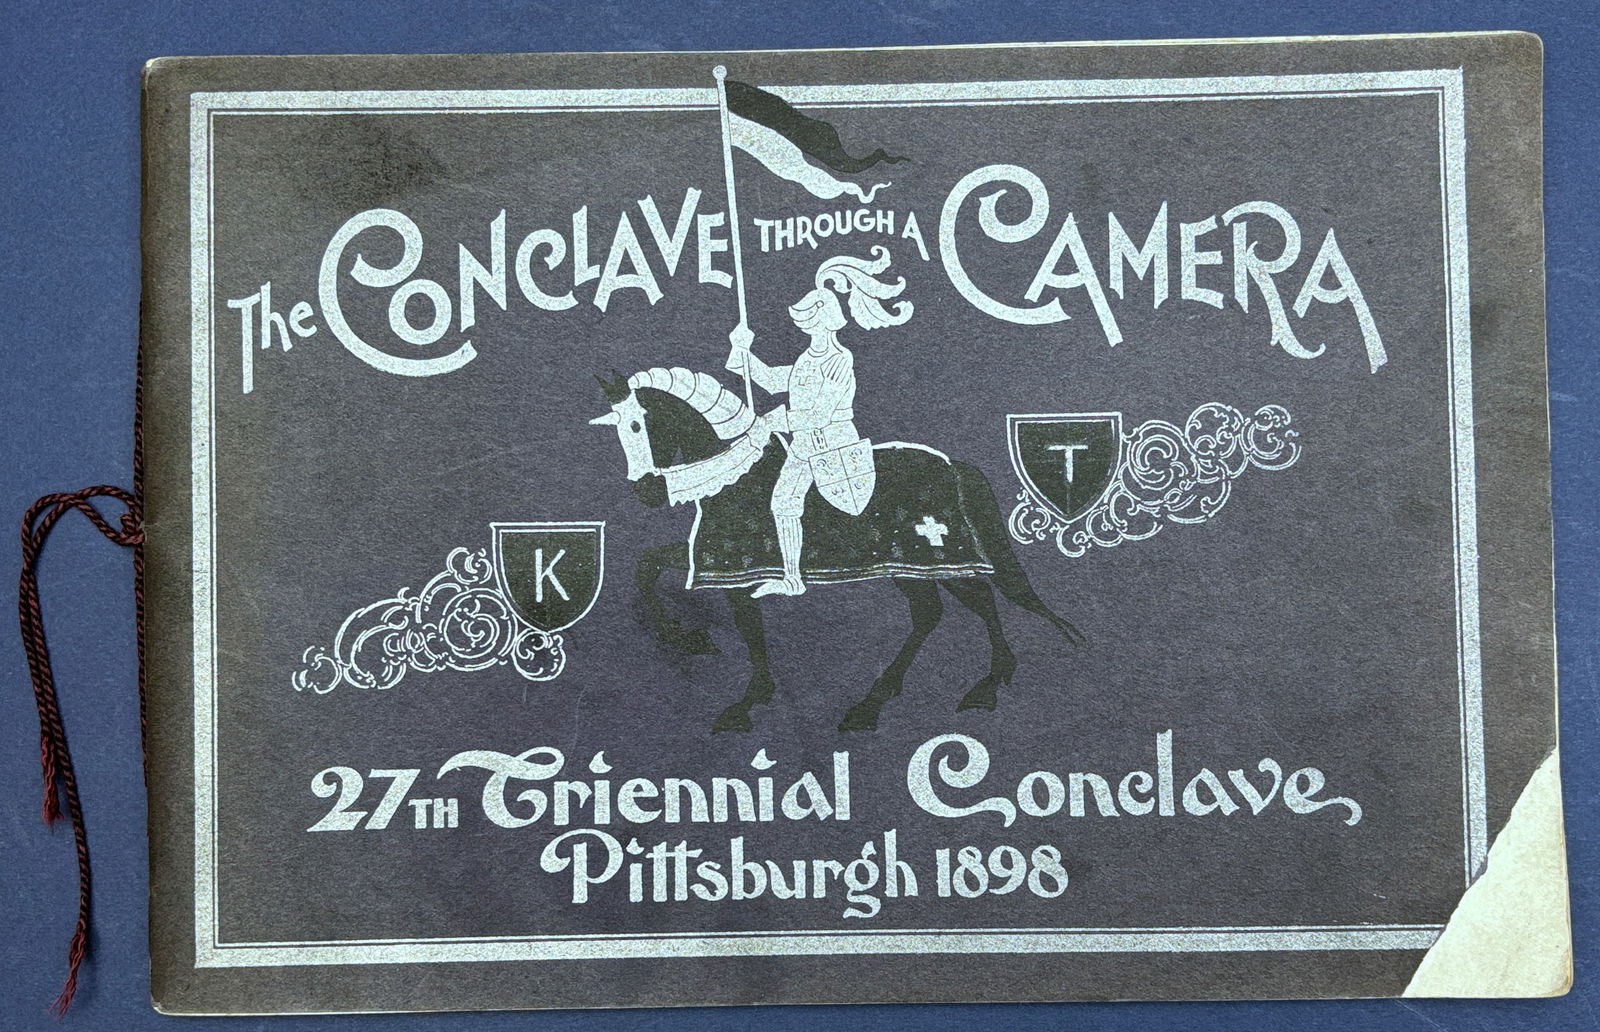 The CONCLAVE THROUGH A CAMERA
K
T
27TH Triennial Conclave
Pittsburgh 1898